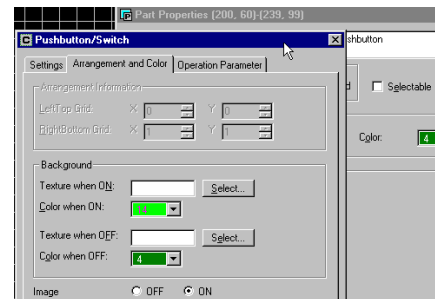 Part Properties (200, 60)-(239, 99)
Pushbutton/Switch
shbutton
Settings Arrangement and Color Operation Parameter
Selectable
Arrangement Information
LeftTop Grid: X 0 Y 0
RightBottom Grid: X 1 Y 1
Color: 4
Background
Texture when ON: Select...
Color when ON: 14
Texture when OFF: Select...
Color when OFF: 4
Image OFF ON